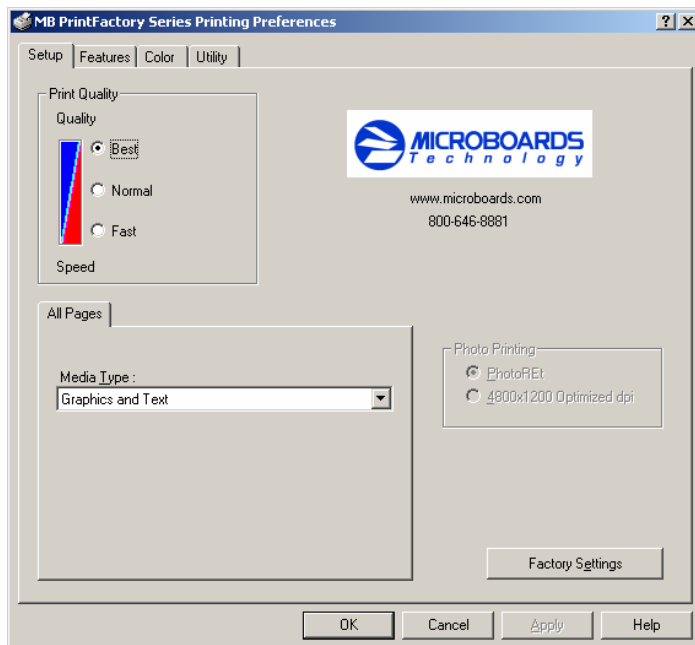 MB PrintFactory Series Printing Preferences
Setup
Features
Color
Utility
Print Quality
Quality
Best
Normal
Fast
Speed
MICROBOARDS
Technology
www.microboards.com
800-646-8881
All Pages
Media Type :
Graphics and Text
Photo Printing
PhotoREt
4800x1200 Optimized dpi
Factory Settings
OK
Cancel
Apply
Help